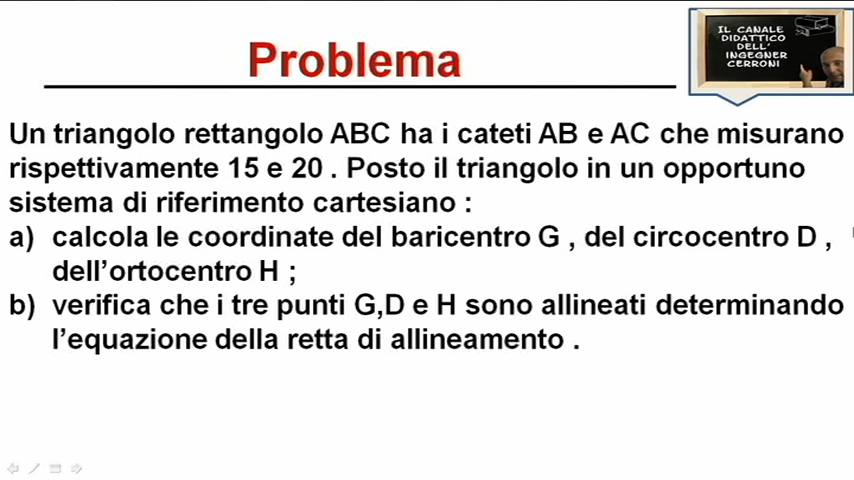 Problema
IL CANALE
DIDATTICO
DELL'
INGEGNER
CERRONI
Un triangolo rettangolo ABC ha i cateti AB e AC che misurano
rispettivamente 15 e 20 . Posto il triangolo in un opportuno
sistema di riferimento cartesiano :
a) calcola le coordinate del baricentro G , del circocentro D ,
dell’ortocentro H ;
b) verifica che i tre punti G,D e H sono allineati determinando
l’equazione della retta di allineamento .